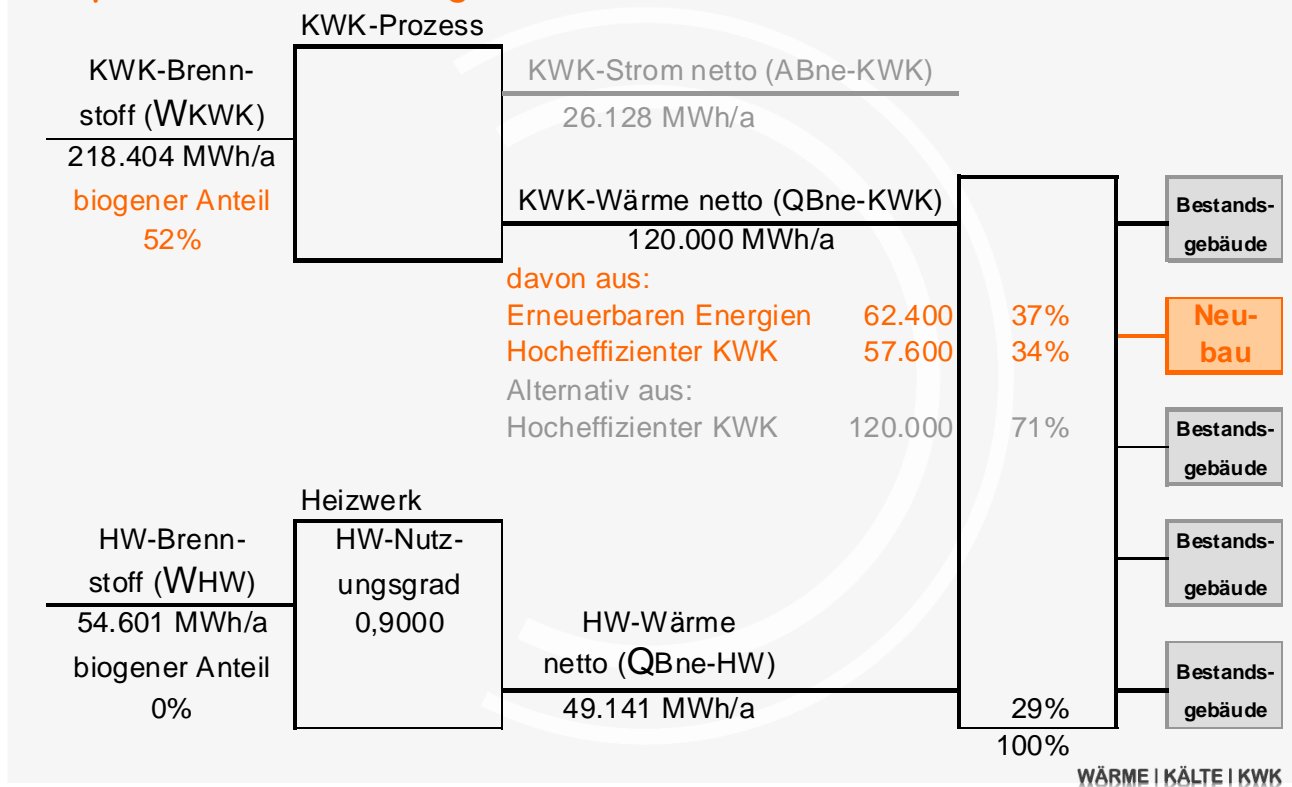 KWK-Prozess
KWK-Brenn-
stoff (WKWK)
218.404 MWh/a
biogener Anteil
52%
KWK-Strom netto (ABne-KWK)
26.128 MWh/a
KWK-Wärme netto (QBne-KWK)
120.000 MWh/a
davon aus:
Erneuerbaren Energien 62.400 37%
Hocheffizienter KWK 57.600 34%
Alternativ aus:
Hocheffizienter KWK 120.000 71%
Bestands-
gebäude
Neu-
bau
Bestands-
gebäude
Bestands-
gebäude
Bestands-
gebäude
Heizwerk
HW-Brenn-
stoff (WHW)
54.601 MWh/a
biogener Anteil
0%
HW-Nutz-
ungsgrad
0,9000
HW-Wärme
netto (QBne-HW)
49.141 MWh/a
29%
100%
WÄRME | KÄLTE | KWK